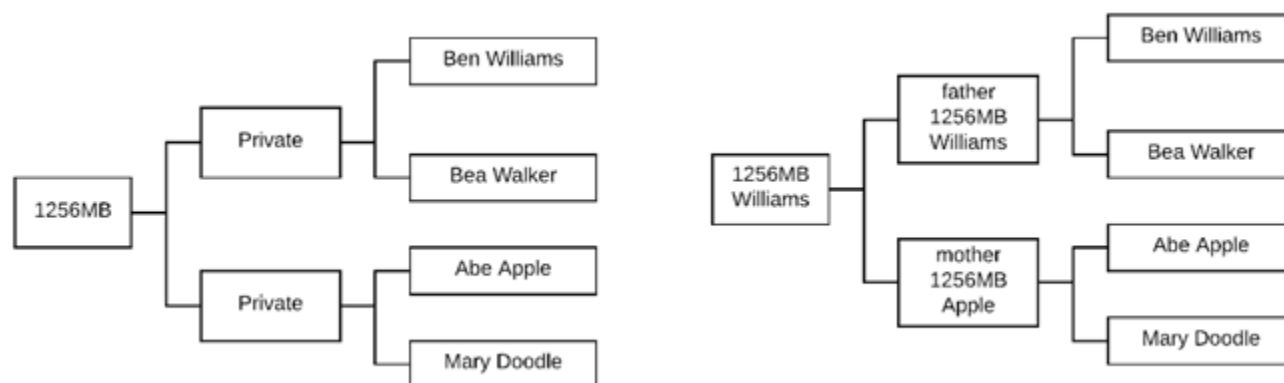 Ben Williams
Private
Bea Walker
1256MB
Abe Apple
Private
Mary Doodle
Ben Williams
father
1256MB
Williams
Bea Walker
1256MB
Williams
Abe Apple
mother
1256MB
Apple
Mary Doodle